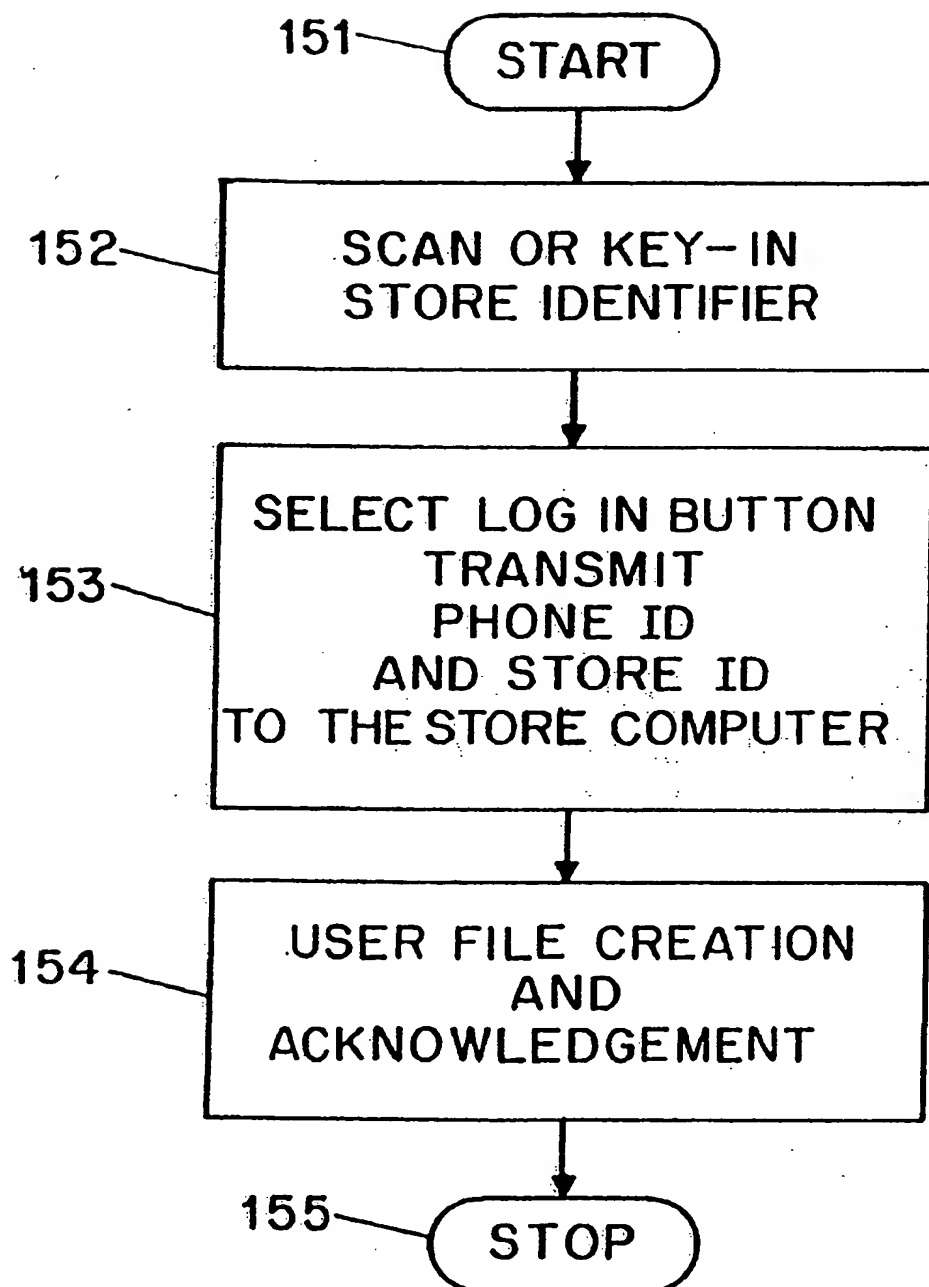 151
START
152
SCAN OR KEY-IN
STORE IDENTIFIER
153
SELECT LOG IN BUTTON
TRANSMIT
PHONE ID
AND STORE ID
TO THE STORE COMPUTER
154
USER FILE CREATION
AND
ACKNOWLEDGEMENT
155
STOP